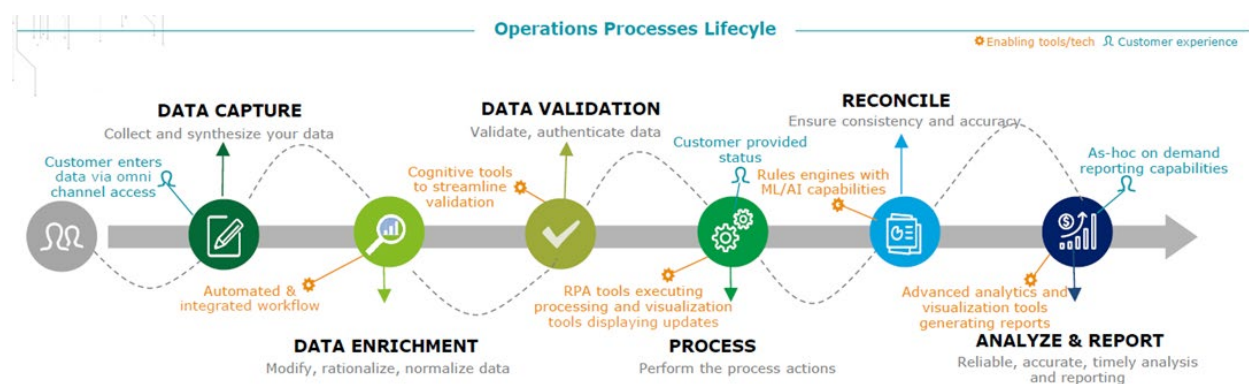 Operations Processes Lifecyle
Enabling tools/tech
Customer experience
DATA CAPTURE
Collect and synthesize your data
Customer enters
data via omni
channel access
Automated &
integrated workflow
DATA ENRICHMENT
Modify, rationalize, normalize data
DATA VALIDATION
Validate, authenticate data
Cognitive tools
to streamline
validation
RPA tools executing
processing and visualization
tools displaying updates
Customer provided
status
PROCESS
Perform the process actions
RECONCILE
Ensure consistency and accuracy
Rules engines with
ML/AI capabilities
As-hoc on demand
reporting capabilities
Advanced analytics and
visualization tools
generating reports
ANALYZE & REPORT
Reliable, accurate, timely analysis
and reporting